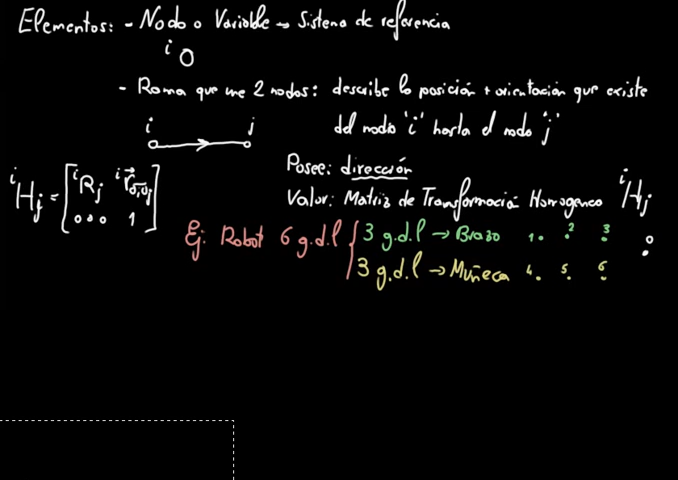 Elementos: - Nodo o Variable → Sistema de referencia
i O
- Rama que une 2 nodos: describe la posición + orientación que existe
i j del nodo 'i' hasta el nodo 'j'
Posee: dirección
Valor: Matriz de Transformación Homogenea iHj
iHj = [iRj i r⃗oi,oj
0 0 0 1]
Ej: Robot 6 g.d.l { 3 g.d.l → Brazo 1. 2. 3. 0
3 g.d.l → Muñeca 4. 5. 6.